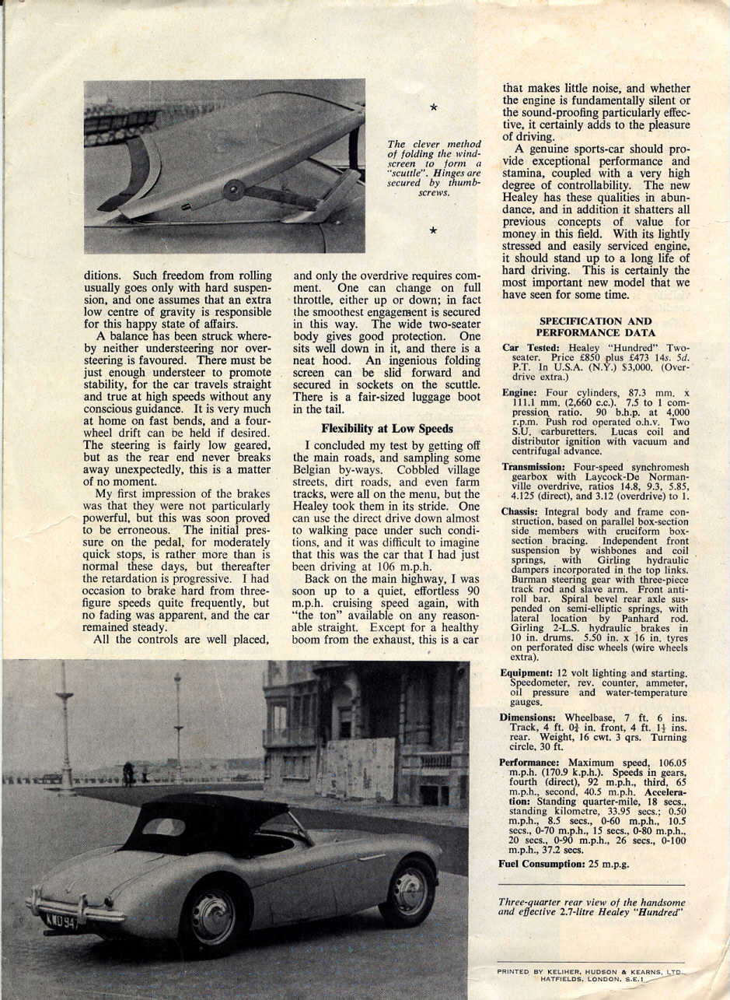 The clever method
of folding the wind-
screen to form a
"scuttle". Hinges are
secured by thumb-
screws.
ditions. Such freedom from rolling
usually goes only with hard suspen-
sion, and one assumes that an extra
low centre of gravity is responsible
for this happy state of affairs.
A balance has been struck where-
by neither understeering nor over-
steering is favoured. There must be
just enough understeer to promote
stability, for the car travels straight
and true at high speeds without any
conscious guidance. It is very much
at home on fast bends, and a four-
wheel drift can be held if desired.
The steering is fairly low geared,
but as the rear end never breaks
away unexpectedly, this is a matter
of no moment.
My first impression of the brakes
was that they were not particularly
powerful, but this was soon proved
to be erroneous. The initial pres-
sure on the pedal, for moderately
quick stops, is rather more than is
normal these days, but thereafter
the retardation is progressive. I had
occasion to brake hard from three-
figure speeds quite frequently, but
no fading was apparent, and the car
remained steady.
All the controls are well placed,
and only the overdrive requires com-
ment. One can change on full
throttle, either up or down; in fact
the smoothest engagement is secured
in this way. The wide two-seater
body gives good protection. One
sits well down in it, and there is a
neat hood. An ingenious folding
screen can be slid forward and
secured in sockets on the scuttle.
There is a fair-sized luggage boot
in the tail.
Flexibility at Low Speeds
I concluded my test by getting off
the main roads, and sampling some
Belgian by-ways. Cobbled village
streets, dirt roads, and even farm
tracks, were all on the menu, but the
Healey took them in its stride. One
can use the direct drive down almost
to walking pace under such condi-
tions, and it was difficult to imagine
that this was the car that I had just
been driving at 106 m.p.h.
Back on the main highway, I was
soon up to a quiet, effortless 90
m.p.h. cruising speed again, with
"the ton" available on any reason-
able straight. Except for a healthy
boom from the exhaust, this is a car
that makes little noise, and whether
the engine is fundamentally silent or
the sound-proofing particularly effec-
tive, it certainly adds to the pleasure
of driving.
A genuine sports-car should pro-
vide exceptional performance and
stamina, coupled with a very high
degree of controllability. The new
Healey has these qualities in abun-
dance, and in addition it shatters all
previous concepts of value for
money in this field. With its lightly
stressed and easily serviced engine,
it should stand up to a long life of
hard driving. This is certainly the
most important new model that we
have seen for some time.
SPECIFICATION AND
PERFORMANCE DATA
Car Tested: Healey "Hundred" Two-
seater. Price £850 plus £473 14s. 5d.
P.T. In U.S.A. (N.Y.) $3,000, (Over-
drive extra.)
Engine: Four cylinders, 87.3 mm. x
111.1 mm. (2,660 c.c.). 7.5 to 1 com-
pression ratio. 90 b.h.p. at 4,000
r.p.m. Push rod operated o.h.v. Two
S.U. carburetters. Lucas coil and
distributor ignition with vacuum and
centrifugal advance.
Transmission: Four-speed synchromesh
gearbox with Laycock-De Norman-
ville overdrive, ratios 14.8, 9.3, 5.85,
4.125 (direct), and 3.12 (overdrive) to 1.
Chassis: Integral body and frame con-
struction, based on parallel box-section
side members with cruciform box-
section bracing. Independent front
suspension by wishbones and coil
springs, with Girling hydraulic
dampers incorporated in the top links.
Burman steering gear with three-piece
track rod and slave arm. Front anti-
roll bar. Spiral bevel rear axle sus-
pended on semi-elliptic springs, with
lateral location by Panhard rod.
Girling 2-L.S. hydraulic brakes in
10 in. drums. 5.50 in. x 16 in. tyres
on perforated disc wheels (wire wheels
extra).
Equipment: 12 volt lighting and starting.
Speedometer, rev. counter, ammeter,
oil pressure and water-temperature
gauges.
Dimensions: Wheelbase, 7 ft. 6 ins.
Track, 4 ft. 0¾ in. front, 4 ft. 1¼ ins.
rear. Weight, 16 cwt. 3 qrs. Turning
circle, 30 ft.
Performance: Maximum speed, 106.05
m.p.h. (170.9 k.p.h.). Speeds in gears,
fourth (direct), 92 m.p.h., third, 65
m.p.h., second, 40.5 m.p.h. Accelera-
tion: Standing quarter-mile, 18 secs.,
standing kilometre, 33.95 secs.; 0.50
m.p.h., 8.5 secs., 0-60 m.p.h., 10.5
secs., 0-70 m.p.h., 15 secs., 0-80 m.p.h.,
20 secs., 0-90 m.p.h., 26 secs., 0-100
m.p.h., 37.2 secs.
Fuel Consumption: 25 m.p.g.
Three-quarter rear view of the handsome
and effective 2.7-litre Healey "Hundred"
KWD 947
PRINTED BY KELIHER, HUDSON & KEARNS, LTD.,
HATFIELDS, LONDON, S.E.1